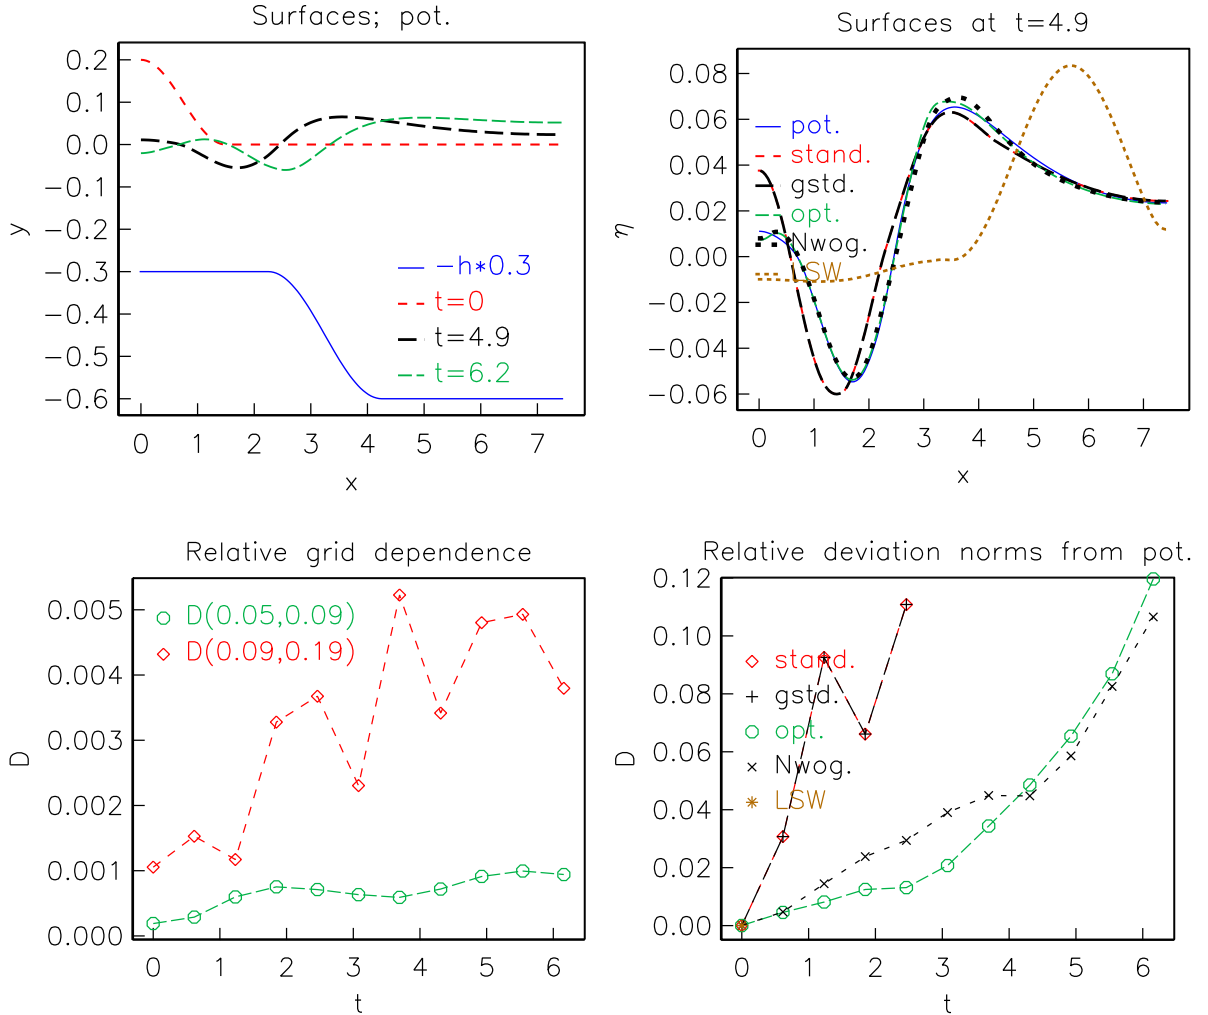 Surfaces; pot.
0.2
0.1
0.0
−0.1
−0.2
−0.3
−0.4
−0.5
−0.6
y
−h*0.3
t=0
t=4.9
t=6.2
0 1 2 3 4 5 6 7
x
Surfaces at t=4.9
0.08
0.06
0.04
0.02
0.00
−0.02
−0.04
−0.06
η
pot.
stand.
gstd.
opt.
Nwog.
LSW
0 1 2 3 4 5 6 7
x
Relative grid dependence
0.005
0.004
0.003
0.002
0.001
0.000
D
D(0.05,0.09)
D(0.09,0.19)
0 1 2 3 4 5 6
t
Relative deviation norms from pot.
0.12
0.10
0.08
0.06
0.04
0.02
0.00
D
stand.
gstd.
opt.
Nwog.
LSW
0 1 2 3 4 5 6
t